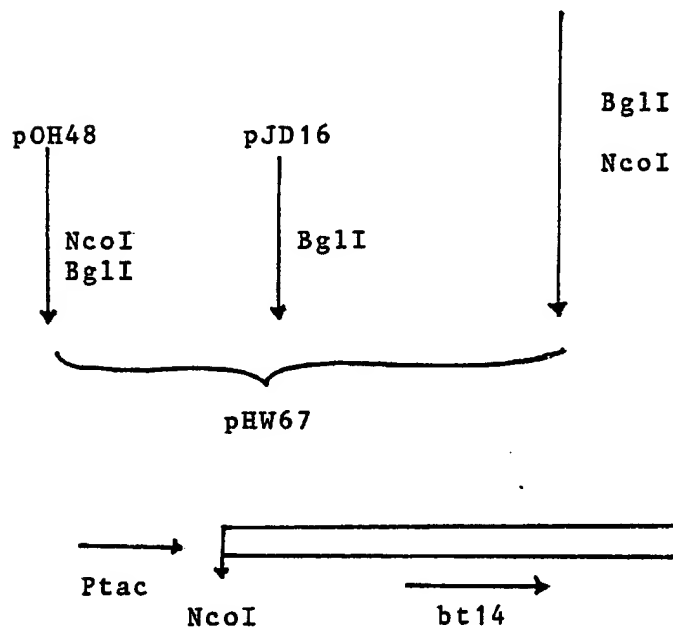 BglI
pOH48 pJD16
NcoI
NcoI
BglI BglI
pHW67
Ptac
NcoI bt14